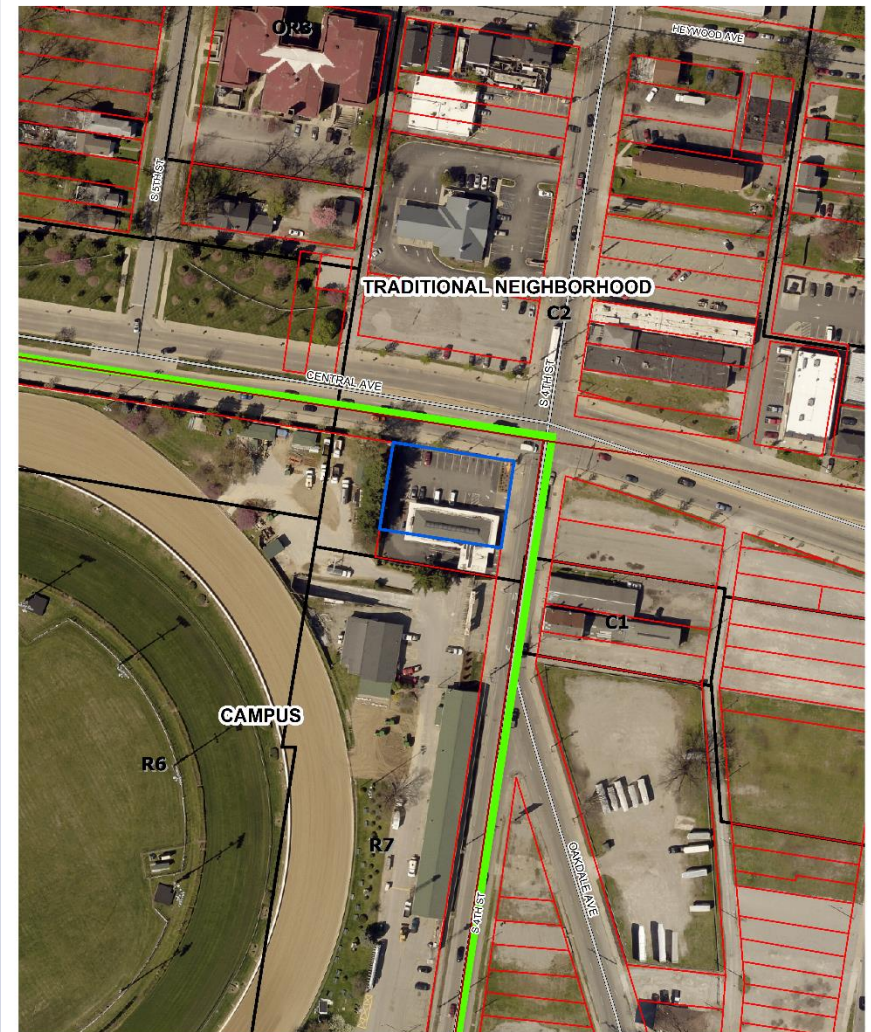 OR3
HEYWOOD AVE
S 5TH ST
TRADITIONAL NEIGHBORHOOD
C2
S 4TH ST
CENTRAL AVE
C1
CAMPUS
R6
R7
OAKDALE AVE
S 4TH ST